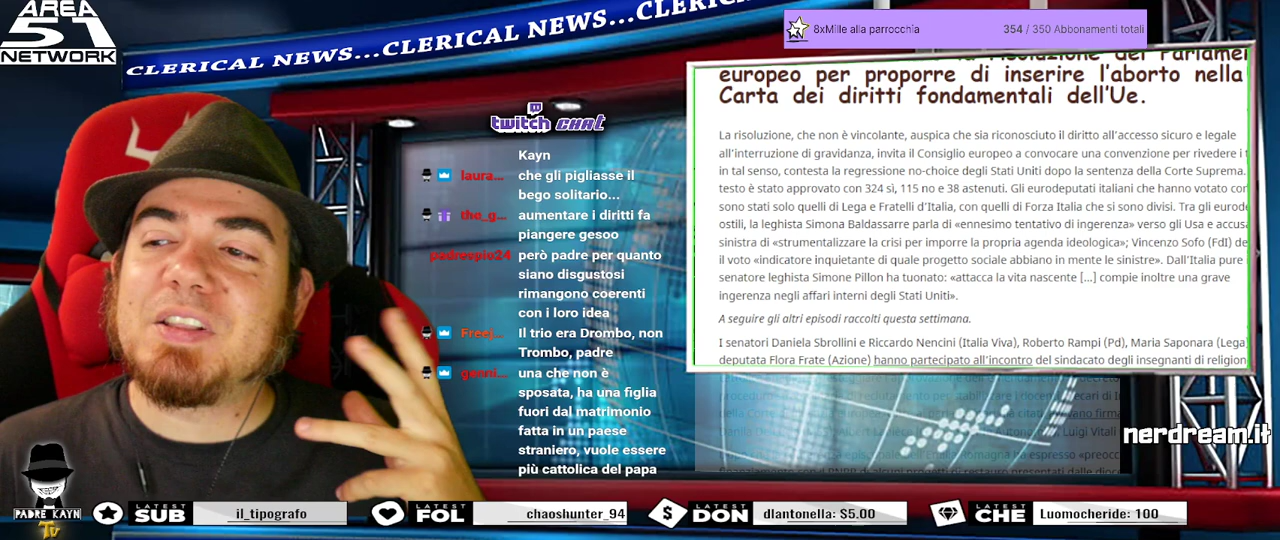 AREA
51
NETWORK
CLERICAL NEWS...CLERICAL NEWS...CLERIC
8xMille alla parrocchia
354 / 350 Abbonamenti totali
europeo per proporre di inserire l'aborto nella
Carta dei diritti fondamentali dell'Ue.
La risoluzione, che non è vincolante, auspica che sia riconosciuto il diritto all'accesso sicuro e legale
all'interruzione di gravidanza, invita il Consiglio europeo a convocare una convenzione per rivedere i t
in tal senso, contesta la regressione no-choice degli Stati Uniti dopo la sentenza della Corte Suprema.
testo è stato approvato con 324 sì, 115 no e 38 astenuti. Gli eurodeputati italiani che hanno votato con
sono stati solo quelli di Lega e Fratelli d'Italia, con quelli di Forza Italia che si sono divisi. Tra gli eurode
ostili, la leghista Simona Baldassarre parla di «ennesimo tentativo di ingerenza» verso gli Usa e accusa
sinistra di «strumentalizzare la crisi per imporre la propria agenda ideologica»; Vincenzo Sofo (FdI) de
il voto «indicatore inquietante di quale progetto sociale abbiano in mente le sinistre». Dall'Italia pure
senatore leghista Simone Pillon ha tuonato: «attacca la vita nascente [...] compie inoltre una grave
ingerenza negli affari interni degli Stati Uniti».
A seguire gli altri episodi raccolti questa settimana.
I senatori Daniela Sbrollini e Riccardo Nencini (Italia Viva), Roberto Rampi (Pd), Maria Saponara (Lega)
deputata Flora Frate (Azione) hanno partecipato all'incontro del sindacato degli insegnanti di religion
twitch chat
Kayn
laura... che gli pigliasse il
bego solitario...
tho_g... aumentare i diritti fa
piangere gesoo
padrespio24 però padre per quanto
siano disgustosi
rimangono coerenti
con i loro idea
Freej... Il trio era Drombo, non
Trombo, padre
genni... una che non è
sposata, ha una figlia
fuori dal matrimonio
fatta in un paese
straniero, vuole essere
più cattolica del papa
nerdream.it
PADRE KAYN
TV
LATEST
SUB
il_tipografo
LATEST
FOL
chaoshunter_94
LATEST
DON
dlantonella: $5.00
LATEST
CHE
Luomocheride: 100